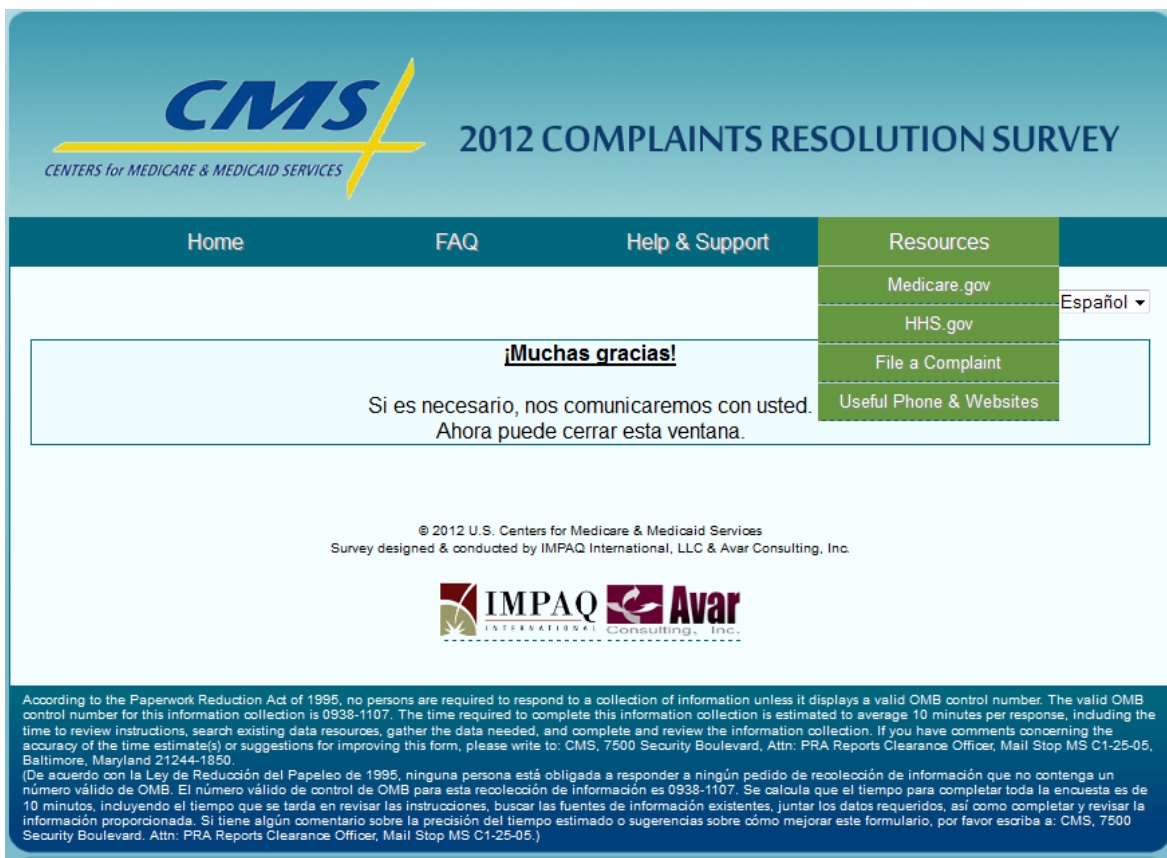 CMS
CENTERS for MEDICARE & MEDICAID SERVICES
2012 COMPLAINTS RESOLUTION SURVEY
Home FAQ Help & Support Resources
Medicare.gov
HHS.gov
File a Complaint
Useful Phone & Websites
Español
¡Muchas gracias!
Si es necesario, nos comunicaremos con usted.
Ahora puede cerrar esta ventana.
© 2012 U.S. Centers for Medicare & Medicaid Services
Survey designed & conducted by IMPAQ International, LLC & Avar Consulting, Inc.
IMPAQ
INTERNATIONAL
Avar
Consulting, Inc.
According to the Paperwork Reduction Act of 1995, no persons are required to respond to a collection of information unless it displays a valid OMB control number. The valid OMB
control number for this information collection is 0938-1107. The time required to complete this information collection is estimated to average 10 minutes per response, including the
time to review instructions, search existing data resources, gather the data needed, and complete and review the information collection. If you have comments concerning the
accuracy of the time estimate(s) or suggestions for improving this form, please write to: CMS, 7500 Security Boulevard, Attn: PRA Reports Clearance Officer, Mail Stop MS C1-25-05,
Baltimore, Maryland 21244-1850.
(De acuerdo con la Ley de Reducción del Papeleo de 1995, ninguna persona está obligada a responder a ningún pedido de recolección de información que no contenga un
número válido de OMB. El número válido de control de OMB para esta recolección de información es 0938-1107. Se calcula que el tiempo para completar toda la encuesta es de
10 minutos, incluyendo el tiempo que se tarda en revisar las instrucciones, buscar las fuentes de información existentes, juntar los datos requeridos, así como completar y revisar la
información proporcionada. Si tiene algún comentario sobre la precisión del tiempo estimado o sugerencias sobre cómo mejorar este formulario, por favor escriba a: CMS, 7500
Security Boulevard. Attn: PRA Reports Clearance Officer, Mail Stop MS C1-25-05.)